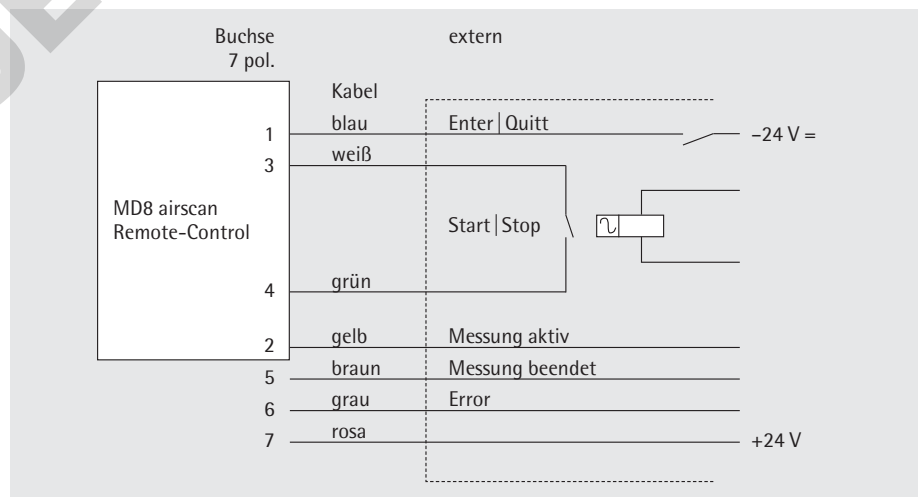 Buchse
7 pol.
extern
Kabel
1 blau Enter | Quitt −24 V =
3 weiß
MD8 airscan
Remote-Control
Start | Stop
4 grün
2 gelb Messung aktiv
5 braun Messung beendet
6 grau Error
7 rosa +24 V